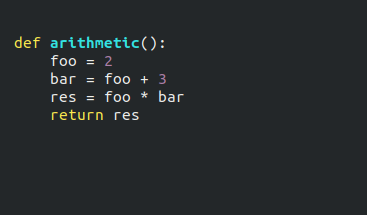 def arithmetic():
    foo = 2
    bar = foo + 3
    res = foo * bar
    return res